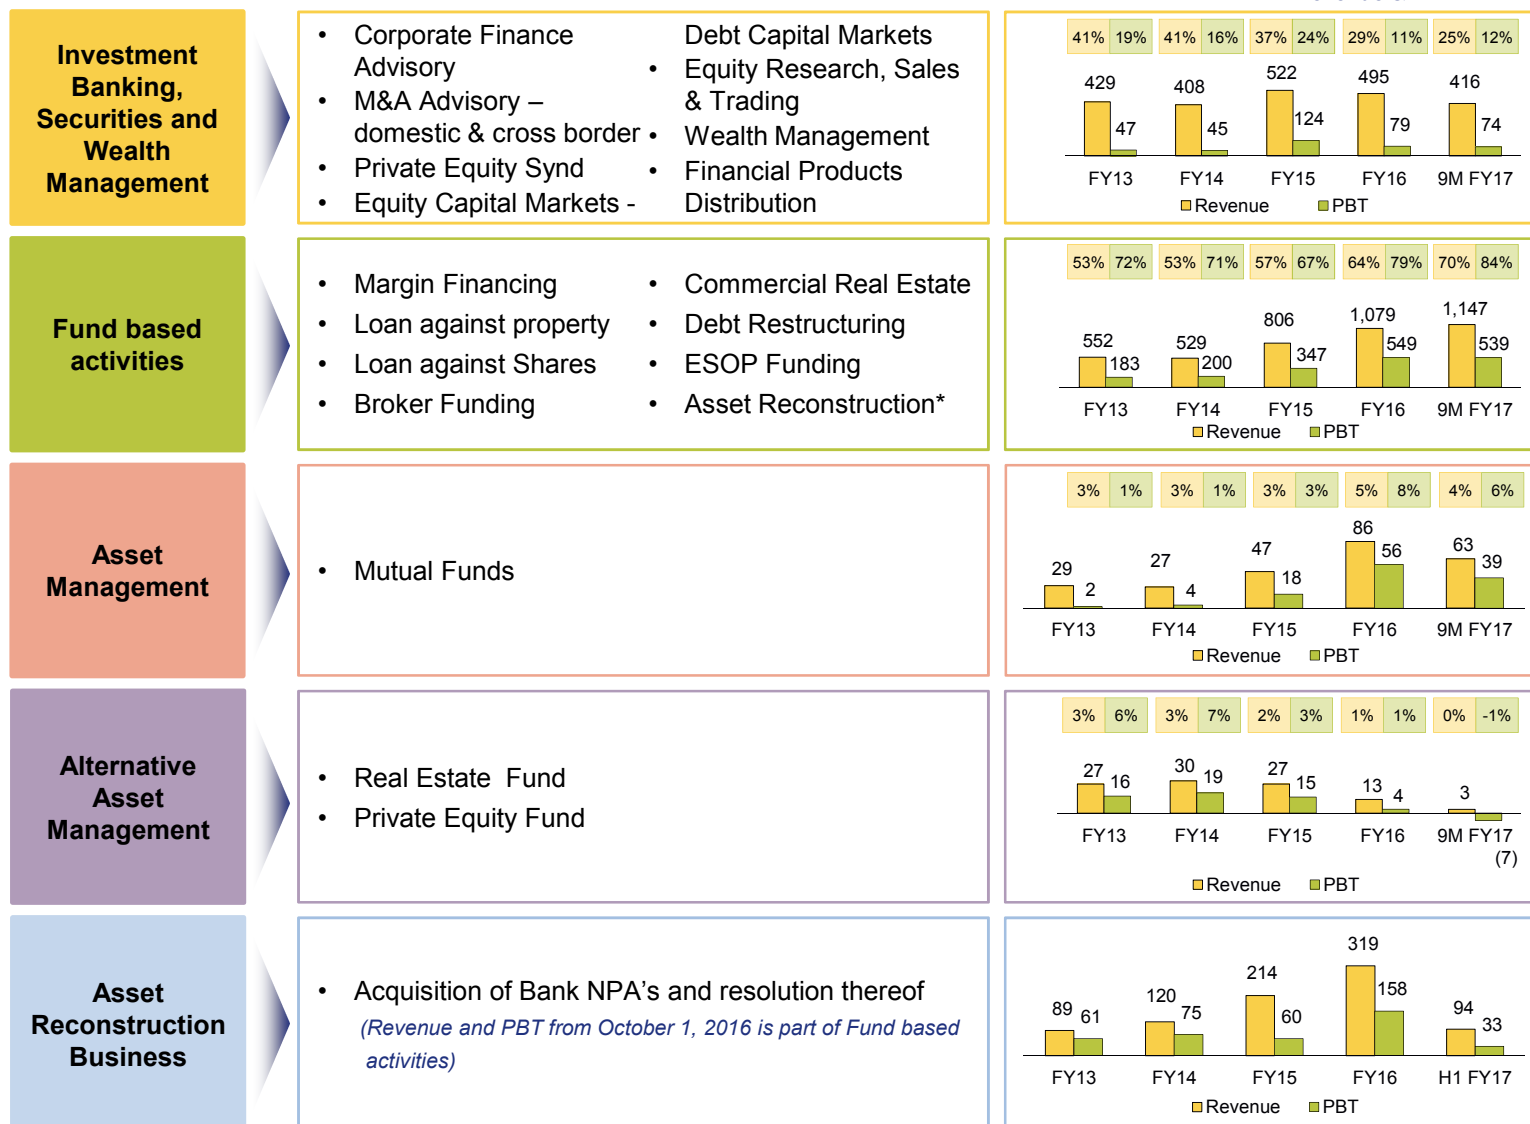 Investment
Banking,
Securities and
Wealth
Management
• Corporate Finance
Advisory
• M&A Advisory –
domestic & cross border
• Private Equity Synd
• Equity Capital Markets -
Debt Capital Markets
• Equity Research, Sales
& Trading
• Wealth Management
• Financial Products
Distribution
41% 19% 41% 16% 37% 24% 29% 11% 25% 12%
429 47 408 45 522 124 495 79 416 74
FY13 FY14 FY15 FY16 9M FY17
Revenue PBT
Fund based
activities
• Margin Financing
• Loan against property
• Loan against Shares
• Broker Funding
• Commercial Real Estate
• Debt Restructuring
• ESOP Funding
• Asset Reconstruction*
53% 72% 53% 71% 57% 67% 64% 79% 70% 84%
552 183 529 200 806 347 1,079 549 1,147 539
FY13 FY14 FY15 FY16 9M FY17
Revenue PBT
Asset
Management
• Mutual Funds
3% 1% 3% 1% 3% 3% 5% 8% 4% 6%
29 2 27 4 47 18 86 56 63 39
FY13 FY14 FY15 FY16 9M FY17
Revenue PBT
Alternative
Asset
Management
• Real Estate Fund
• Private Equity Fund
3% 6% 3% 7% 2% 3% 1% 1% 0% -1%
27 16 30 19 27 15 13 4 3
FY13 FY14 FY15 FY16 9M FY17
(7)
Revenue PBT
Asset
Reconstruction
Business
• Acquisition of Bank NPA's and resolution thereof
(Revenue and PBT from October 1, 2016 is part of Fund based
activities)
89 61 120 75 214 60 319 158 94 33
FY13 FY14 FY15 FY16 H1 FY17
Revenue PBT